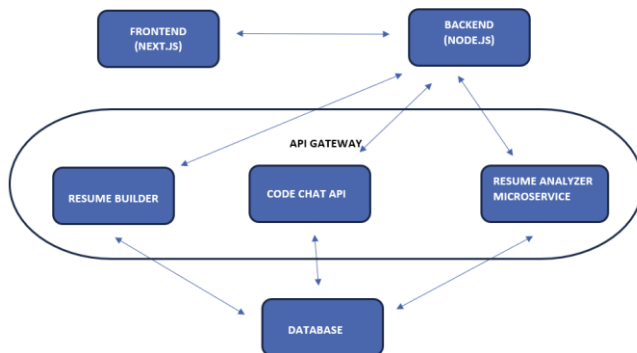 FRONTEND
(NEXT.JS)
BACKEND
(NODE.JS)
API GATEWAY
RESUME BUILDER
CODE CHAT API
RESUME ANALYZER
MICROSERVICE
DATABASE